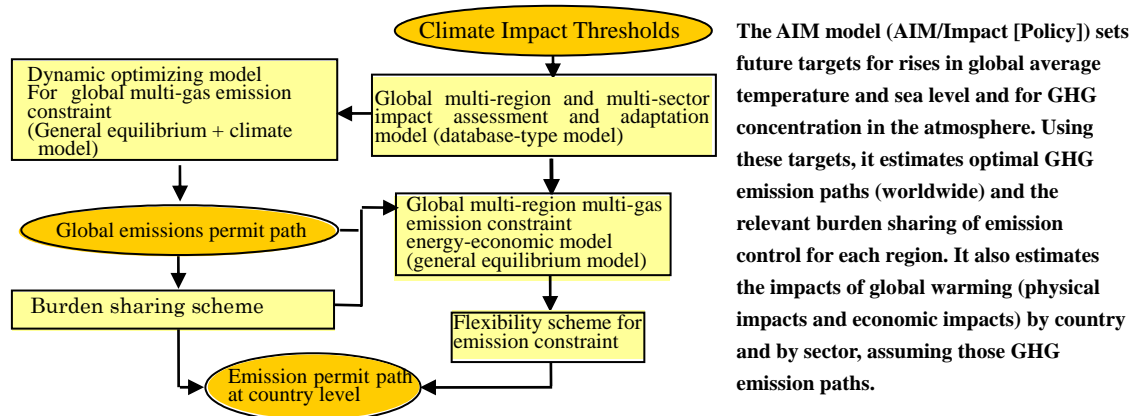 Climate Impact Thresholds
Dynamic optimizing model
For global multi-gas emission
constraint
(General equilibrium + climate
model)
Global multi-region and multi-sector
impact assessment and adaptation
model (database-type model)
Global emissions permit path
Global multi-region multi-gas
emission constraint
energy-economic model
(general equilibrium model)
Burden sharing scheme
Flexibility scheme for
emission constraint
Emission permit path
at country level
The AIM model (AIM/Impact [Policy]) sets
future targets for rises in global average
temperature and sea level and for GHG
concentration in the atmosphere. Using
these targets, it estimates optimal GHG
emission paths (worldwide) and the
relevant burden sharing of emission
control for each region. It also estimates
the impacts of global warming (physical
impacts and economic impacts) by country
and by sector, assuming those GHG
emission paths.